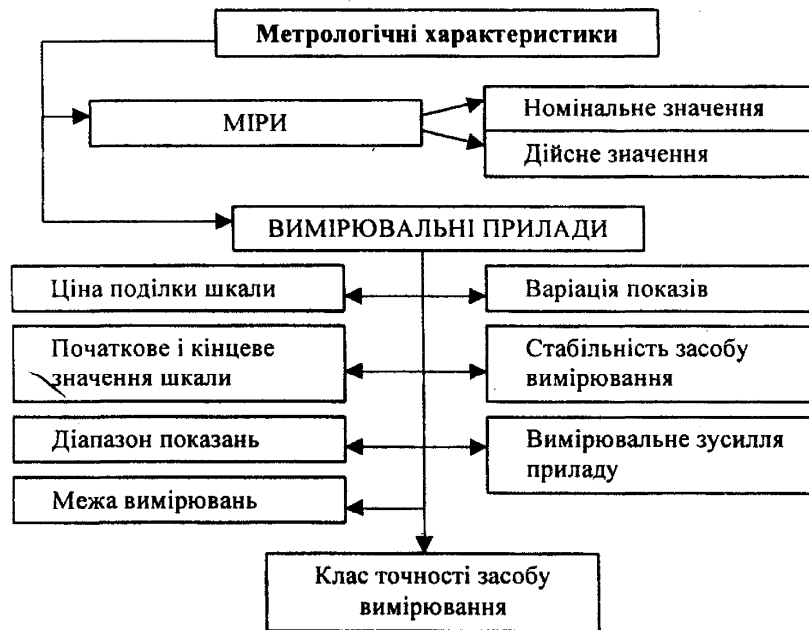 Метрологічні характеристики
МІРИ
Номінальне значення
Дійсне значення
ВИМІРЮВАЛЬНІ ПРИЛАДИ
Ціна поділки шкали
Варіація показів
Початкове і кінцеве
значення шкали
Стабільність засобу
вимірювання
Діапазон показань
Вимірювальне зусилля
приладу
Межа вимірювань
Клас точності засобу
вимірювання